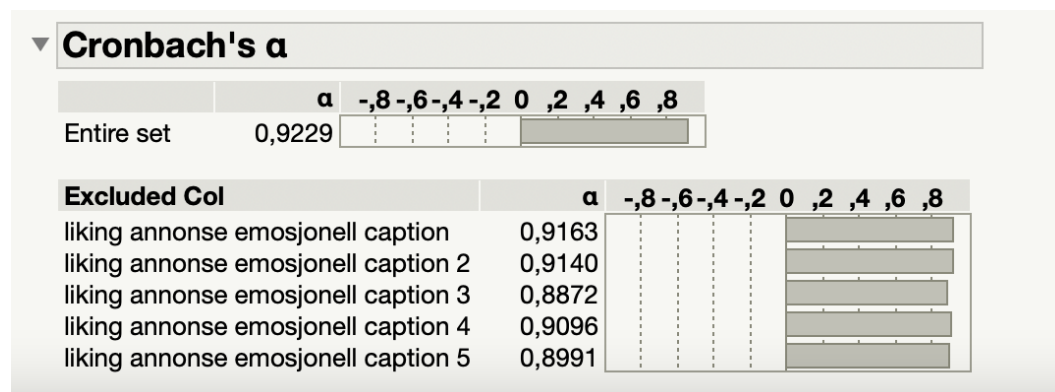 Cronbach's α
α -,8 -,6 -,4 -,2 0 ,2 ,4 ,6 ,8
Entire set 0,9229
Excluded Col α -,8 -,6 -,4 -,2 0 ,2 ,4 ,6 ,8
liking annonse emosjonell caption 0,9163
liking annonse emosjonell caption 2 0,9140
liking annonse emosjonell caption 3 0,8872
liking annonse emosjonell caption 4 0,9096
liking annonse emosjonell caption 5 0,8991